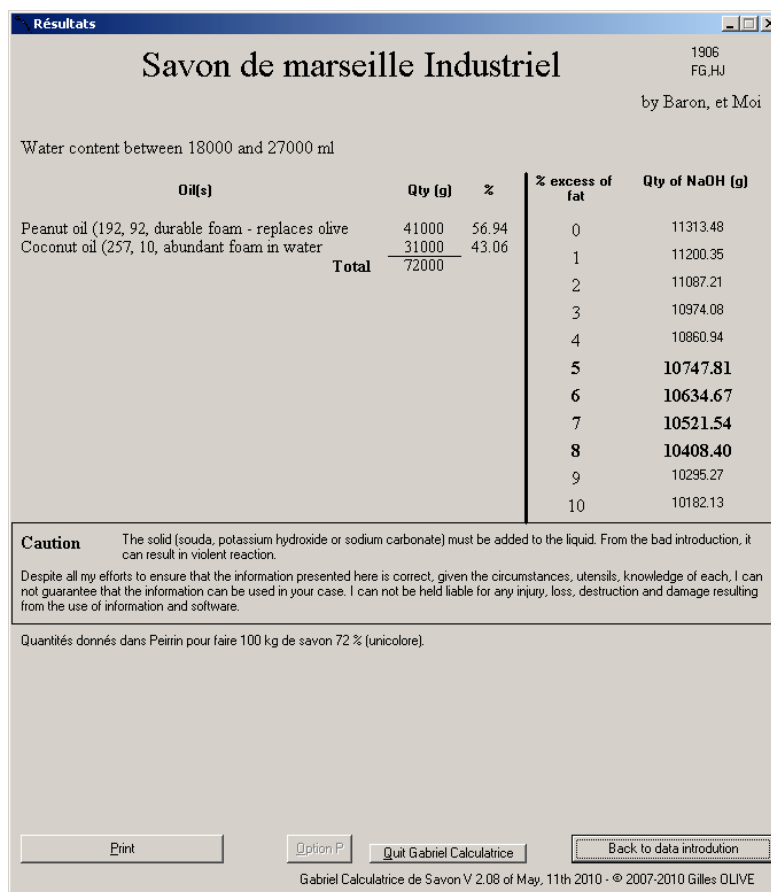 Résultats
Savon de marseille Industriel
1906
FG,HJ
by Baron, et Moi
Water content between 18000 and 27000 ml
Oil(s) Qty (g) %
Peanut oil (192, 92, durable foam - replaces olive 41000 56.94
Coconut oil (257, 10, abundant foam in water 31000 43.06
Total 72000
% excess of fat Qty of NaOH (g)
0 11313.48
1 11200.35
2 11087.21
3 10974.08
4 10860.94
5 10747.81
6 10634.67
7 10521.54
8 10408.40
9 10295.27
10 10182.13
Caution The solid (souda, potassium hydroxide or sodium carbonate) must be added to the liquid. From the bad introduction, it
can result in violent reaction.
Despite all my efforts to ensure that the information presented here is correct, given the circumstances, utensils, knowledge of each, I can
not guarantee that the information can be used in your case. I can not be held liable for any injury, loss, destruction and damage resulting
from the use of information and software.
Quantités donnés dans Peirrin pour faire 100 kg de savon 72 % (unicolore).
Print Option P Quit Gabriel Calculatrice Back to data introdution
Gabriel Calculatrice de Savon V 2.08 of May, 11th 2010 - © 2007-2010 Gilles OLIVE